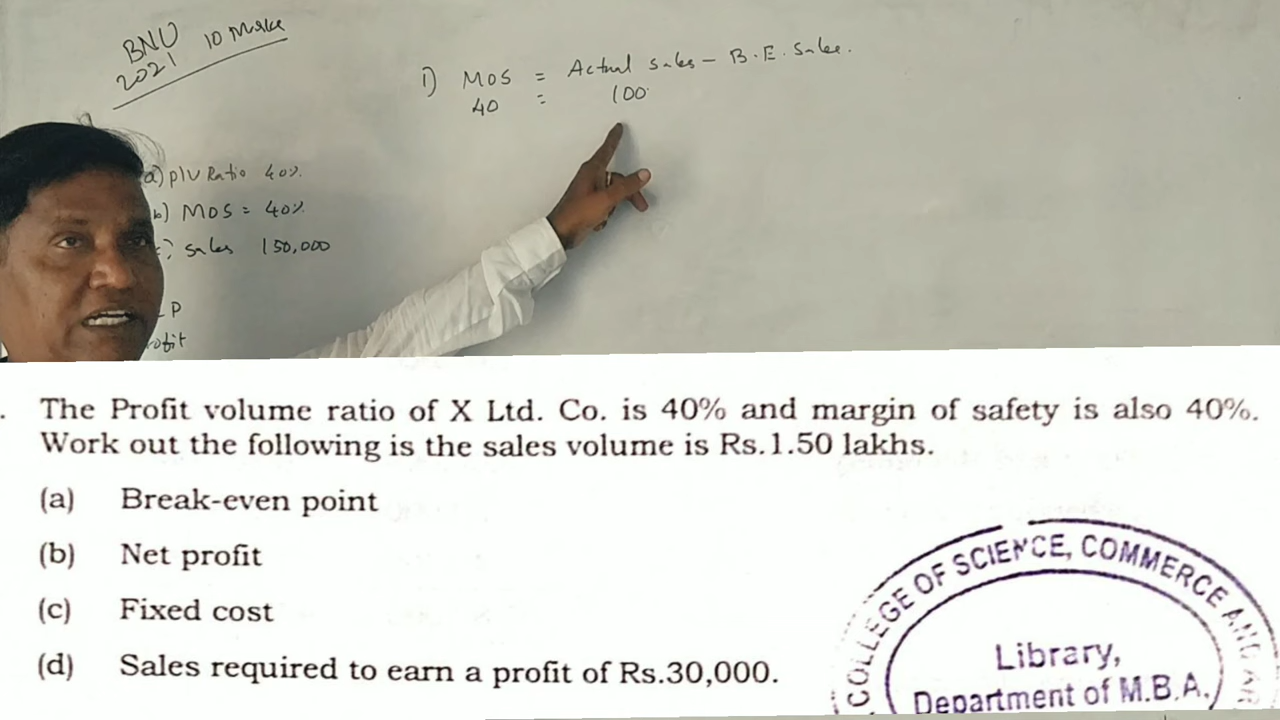 BNU 10 Marks
2021
1) MOS = Actual sales – B.E. Sales.
40 = 100
a) P/V Ratio 40%.
b) MOS = 40%
sales 150,000
P
ofit
The Profit volume ratio of X Ltd. Co. is 40% and margin of safety is also 40%.
Work out the following is the sales volume is Rs.1.50 lakhs.
(a) Break-even point
(b) Net profit
(c) Fixed cost
(d) Sales required to earn a profit of Rs.30,000.
COLLEGE OF SCIENCE, COMMERCE AND AR
Library,
Department of M.B.A.